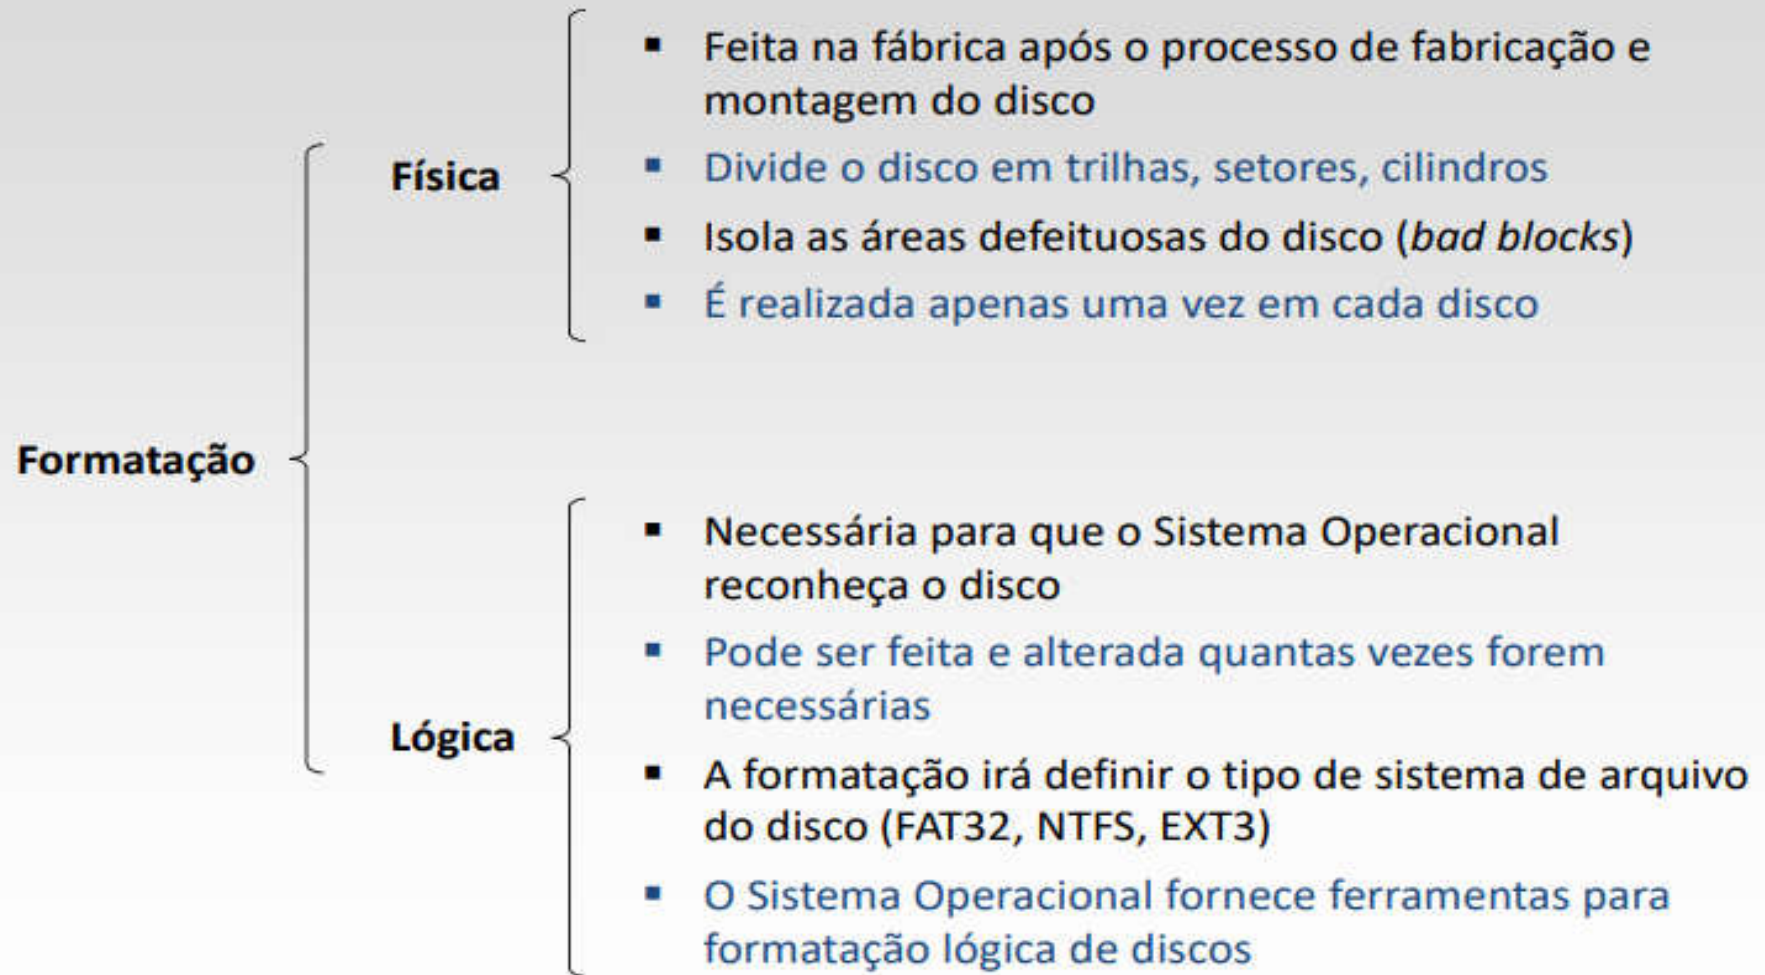 Formatação
Física
▪ Feita na fábrica após o processo de fabricação e
montagem do disco
▪ Divide o disco em trilhas, setores, cilindros
▪ Isola as áreas defeituosas do disco (bad blocks)
▪ É realizada apenas uma vez em cada disco
Lógica
▪ Necessária para que o Sistema Operacional
reconheça o disco
▪ Pode ser feita e alterada quantas vezes forem
necessárias
▪ A formatação irá definir o tipo de sistema de arquivo
do disco (FAT32, NTFS, EXT3)
▪ O Sistema Operacional fornece ferramentas para
formatação lógica de discos